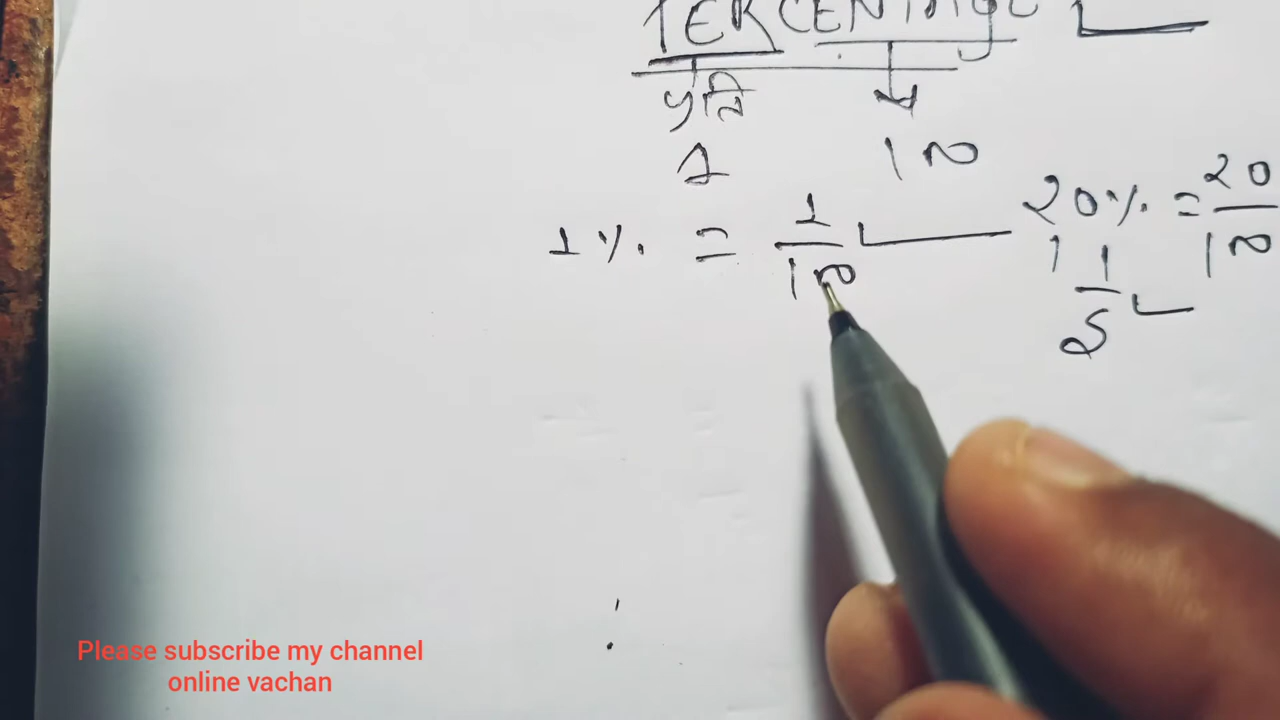 PERCENTAGE
प्रति
1 100
1% = 1/100
20% = 20/100
1/5
Please subscribe my channel
online vachan